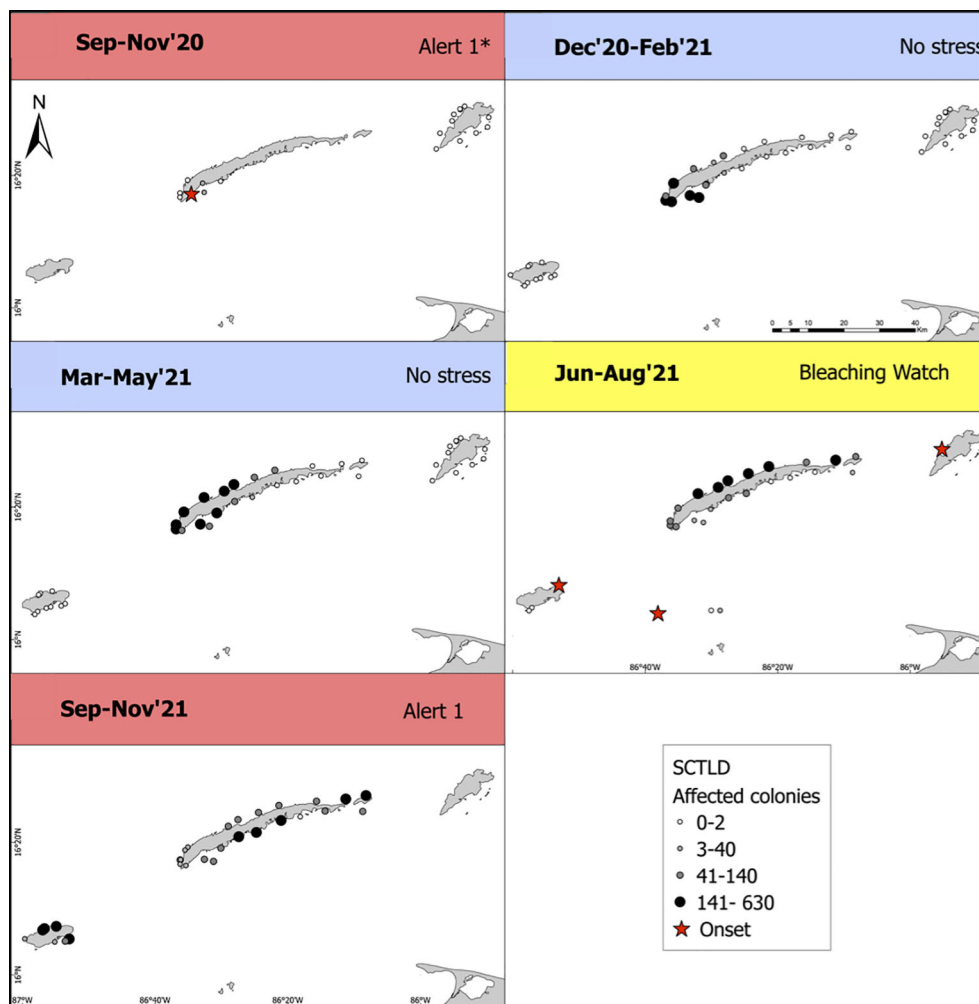 Sep-Nov'20 Alert 1*
Dec'20-Feb'21 No stress
N
16°20'N
16°N
0 5 10 20 30 40
Km
Mar-May'21 No stress
Jun-Aug'21 Bleaching Watch
16°20'N
16°N
86°40'W 86°20'W 86°W
Sep-Nov'21 Alert 1
16°20'N
16°N
87°W 86°40'W 86°20'W 86°W
SCTLD
Affected colonies
0-2
3-40
41-140
141- 630
Onset